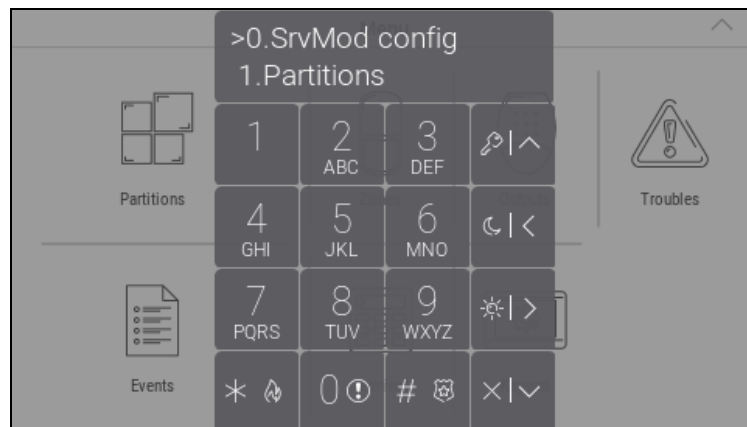 Menu
>0.SrvMod config
1.Partitions
1
2
ABC
3
DEF
4
GHI
5
JKL
6
MNO
7
PQRS
8
TUV
9
WXYZ
*
0
#
Partitions
Troubles
Events